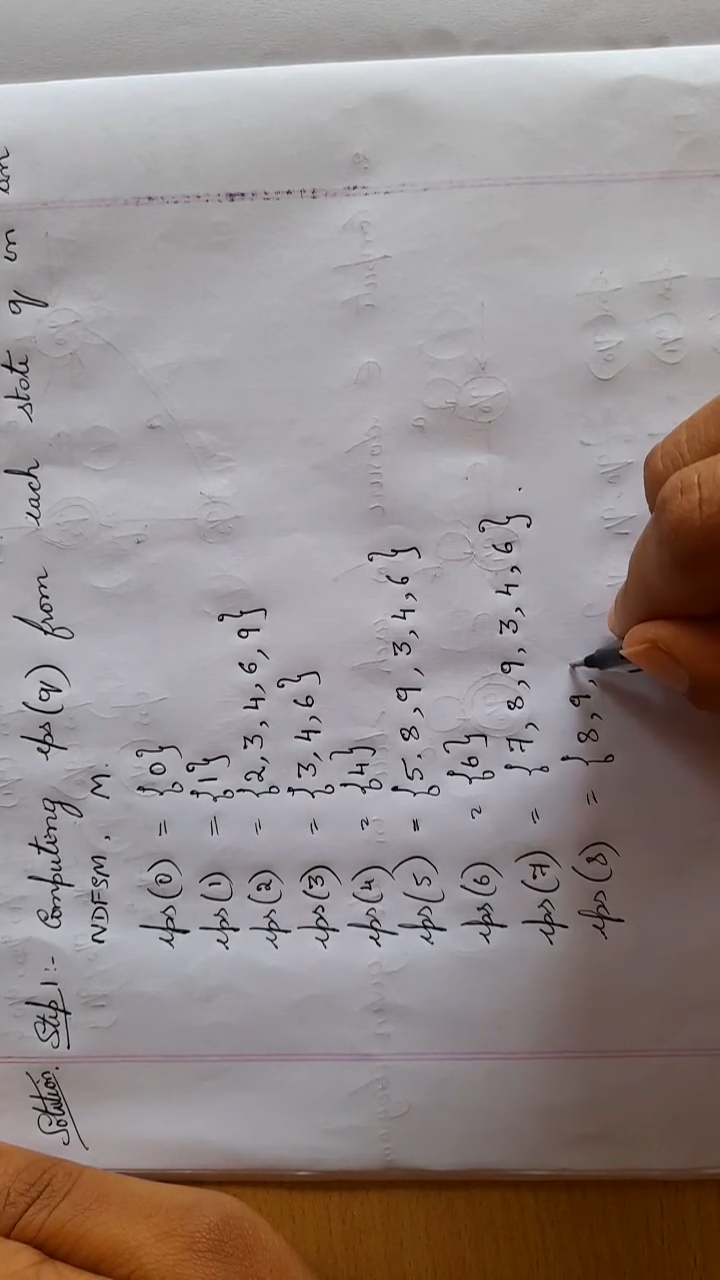 Solution. Step 1:- Computing eps(q) from each state q in an
NDFSM, M.
eps(0) = {0}
eps(1) = {1}
eps(2) = {2,3,4,6,9}
eps(3) = {3,4,6}
eps(4) = {4}
eps(5) = {5,8,9,3,4,6}
eps(6) = {6}
eps(7) = {7,8,9,3,4,6}.
eps(8) = {8,9,